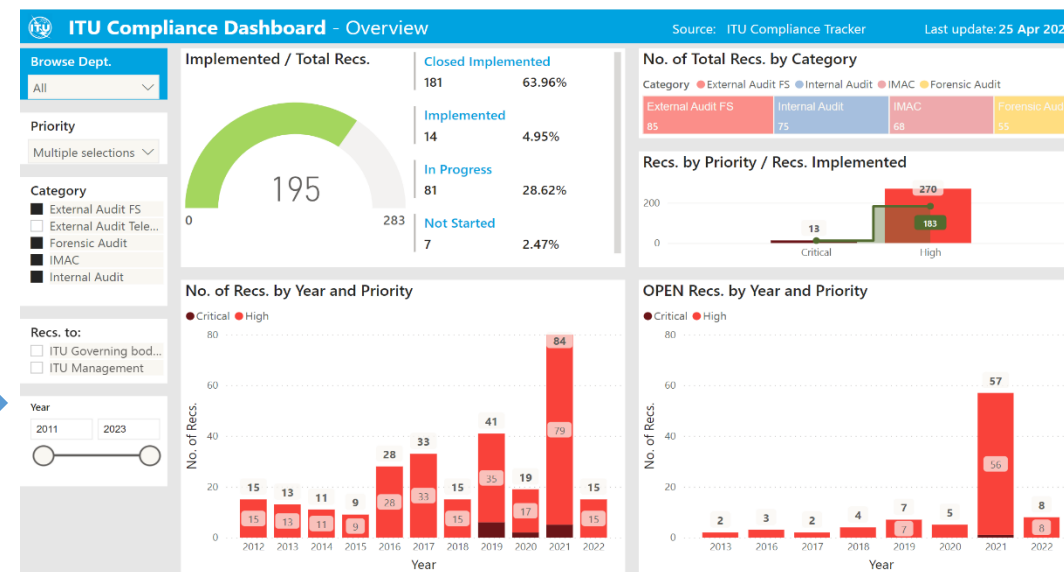 ITU Compliance Dashboard - Overview
Source: ITU Compliance Tracker
Last update: 25 Apr 202
Browse Dept.
All
Priority
Multiple selections
Category
External Audit FS
External Audit Tele...
Forensic Audit
IMAC
Internal Audit
Recs. to:
ITU Governing bod...
ITU Management
Year
2011 2023
Implemented / Total Recs.
195
0 283
Closed Implemented
181 63.96%
Implemented
14 4.95%
In Progress
81 28.62%
Not Started
7 2.47%
No. of Total Recs. by Category
Category External Audit FS Internal Audit IMAC Forensic Audit
External Audit FS Internal Audit IMAC Forensic Aud
85 75 68 55
Recs. by Priority / Recs. Implemented
200
0
13
270
183
Critical High
No. of Recs. by Year and Priority
Critical High
No. of Recs.
80
60
40
20
0
15 13 11 9 28 33 15 41 19 84 15
15 13 11 9 28 33 15 35 17 79 15
2012 2013 2014 2015 2016 2017 2018 2019 2020 2021 2022
Year
OPEN Recs. by Year and Priority
Critical High
No. of Recs.
80
60
40
20
0
2 3 2 4 7 5 57 8
7 56 8
2013 2016 2017 2018 2019 2020 2021 2022
Year